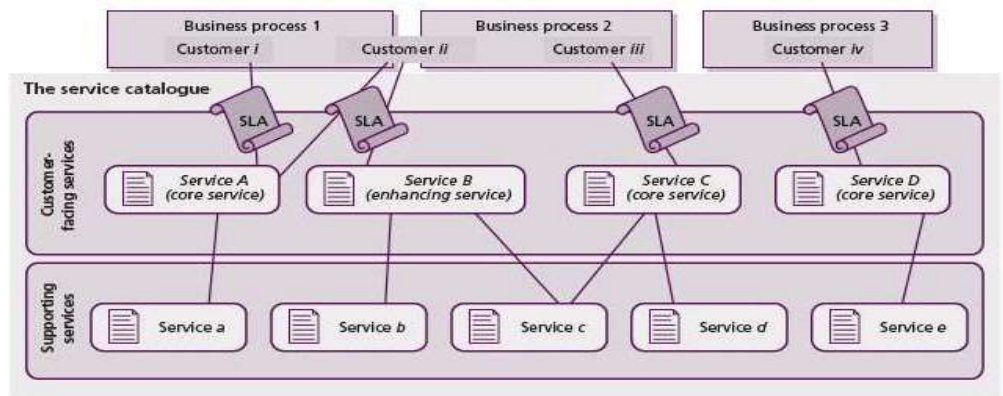 Business process 1
Customer i
Customer ii
Business process 2
Customer iii
Business process 3
Customer iv
The service catalogue
SLA
SLA
SLA
SLA
Customer-
facing services
Service A
(core service)
Service B
(enhancing service)
Service C
(core service)
Service D
(core service)
Supporting
services
Service a
Service b
Service c
Service d
Service e